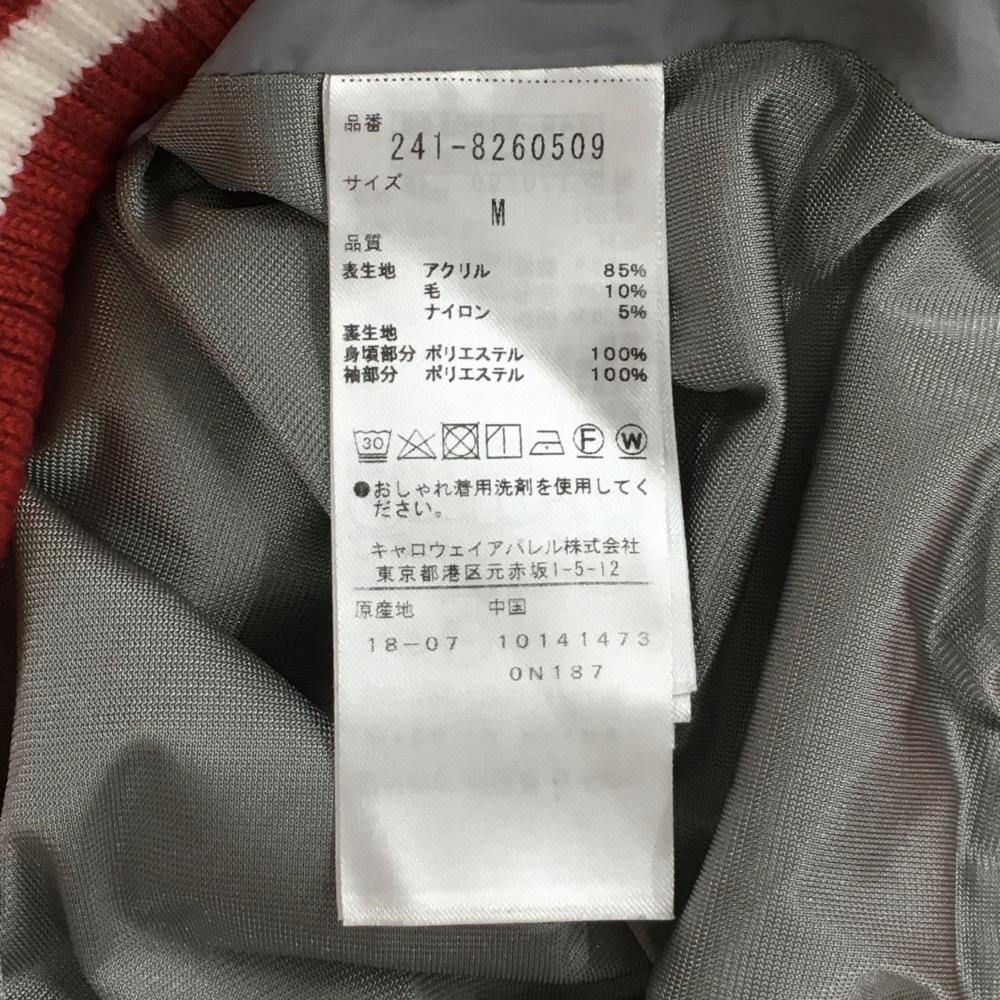 品番
241-8260509
サイズ
M
品質
表生地 アクリル 85%
毛 10%
ナイロン 5%
裏生地
身頃部分 ポリエステル 100%
袖部分 ポリエステル 100%
30 F W
●おしゃれ着用洗剤を使用してく
ださい。
キャロウェイアパレル株式会社
東京都港区元赤坂1-5-12
原産地 中国
18-07 10141473
0N187